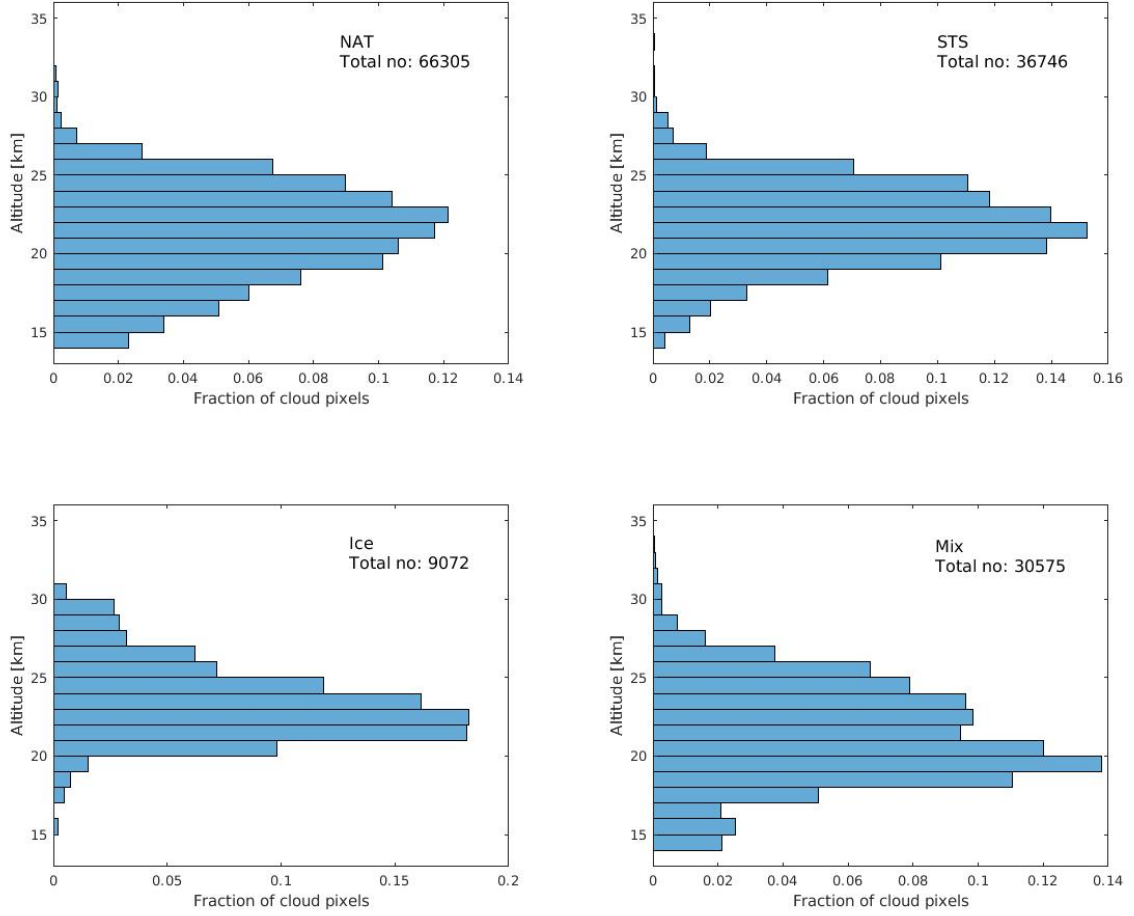 35
30
25
20
15
Altitude [km]
NAT
Total no: 66305
0 0.02 0.04 0.06 0.08 0.1 0.12 0.14
Fraction of cloud pixels
35
30
25
20
15
Altitude [km]
STS
Total no: 36746
0 0.02 0.04 0.06 0.08 0.1 0.12 0.14 0.16
Fraction of cloud pixels
35
30
25
20
15
Altitude [km]
Ice
Total no: 9072
0 0.05 0.1 0.15 0.2
Fraction of cloud pixels
35
30
25
20
15
Altitude [km]
Mix
Total no: 30575
0 0.02 0.04 0.06 0.08 0.1 0.12 0.14
Fraction of cloud pixels